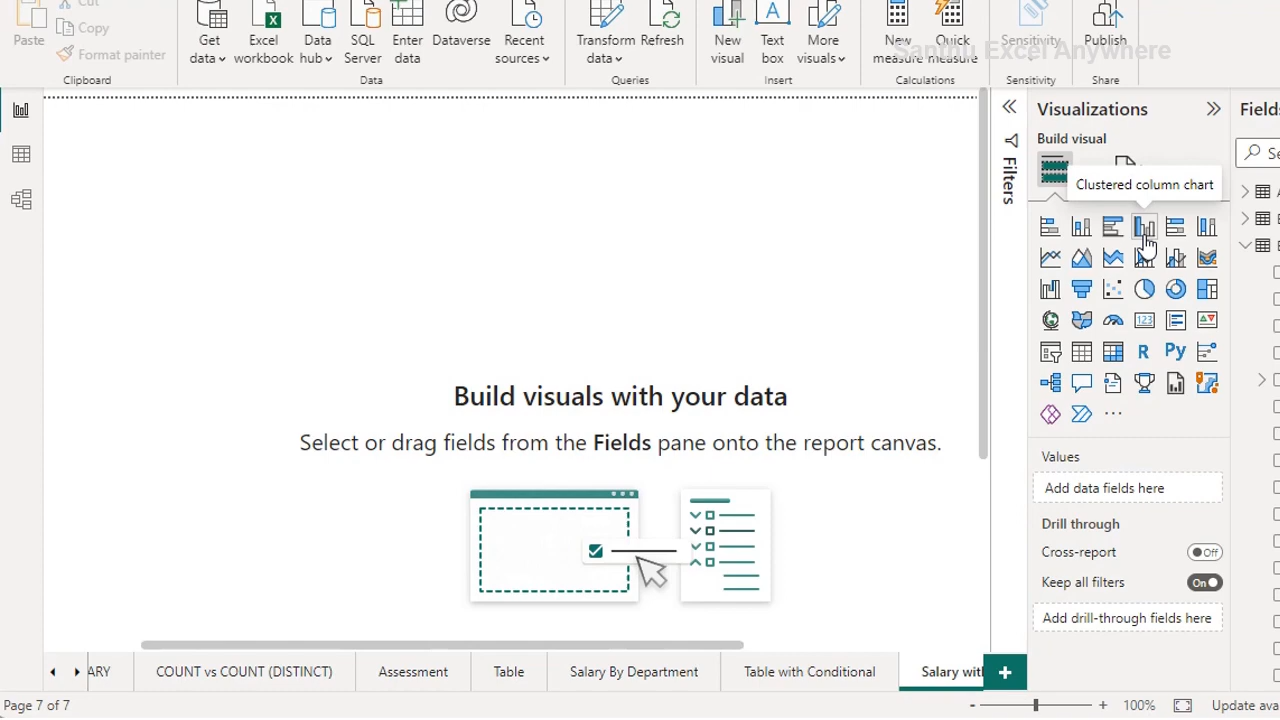 Cut
Paste
Copy
Format painter
Clipboard
Get
data
Excel
workbook
Data
hub
SQL
Server
Enter
data
Dataverse
Recent
sources
Data
Transform
data
Refresh
Queries
New
visual
Text
box
More
visuals
Insert
New
measure
Quick
measure
Calculations
Sensitivity
Sensitivity
Publish
Share
Santhu Excel Anywhere
Filters
Visualizations
Build visual
Clustered column chart
R
Py
123
Values
Add data fields here
Drill through
Cross-report
Off
Keep all filters
On
Add drill-through fields here
Build visuals with your data
Select or drag fields from the Fields pane onto the report canvas.
ARY
COUNT vs COUNT (DISTINCT)
Assessment
Table
Salary By Department
Table with Conditional
Salary with
Page 7 of 7
100%
Update ava